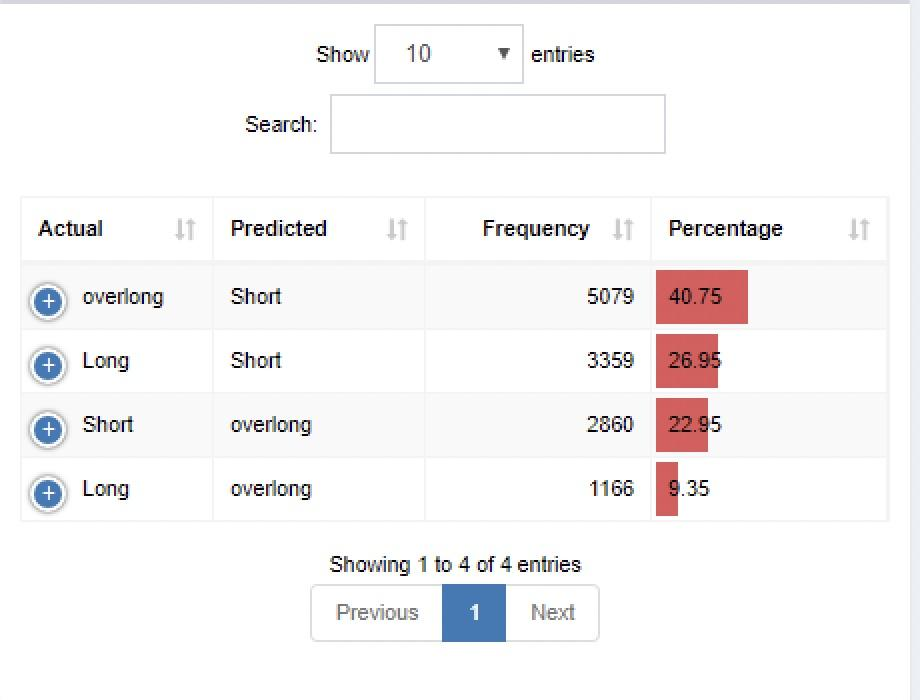 Show 10 entries
Search:
Actual Predicted Frequency Percentage
overlong Short 5079 40.75
Long Short 3359 26.95
Short overlong 2860 22.95
Long overlong 1166 9.35
Showing 1 to 4 of 4 entries
Previous 1 Next